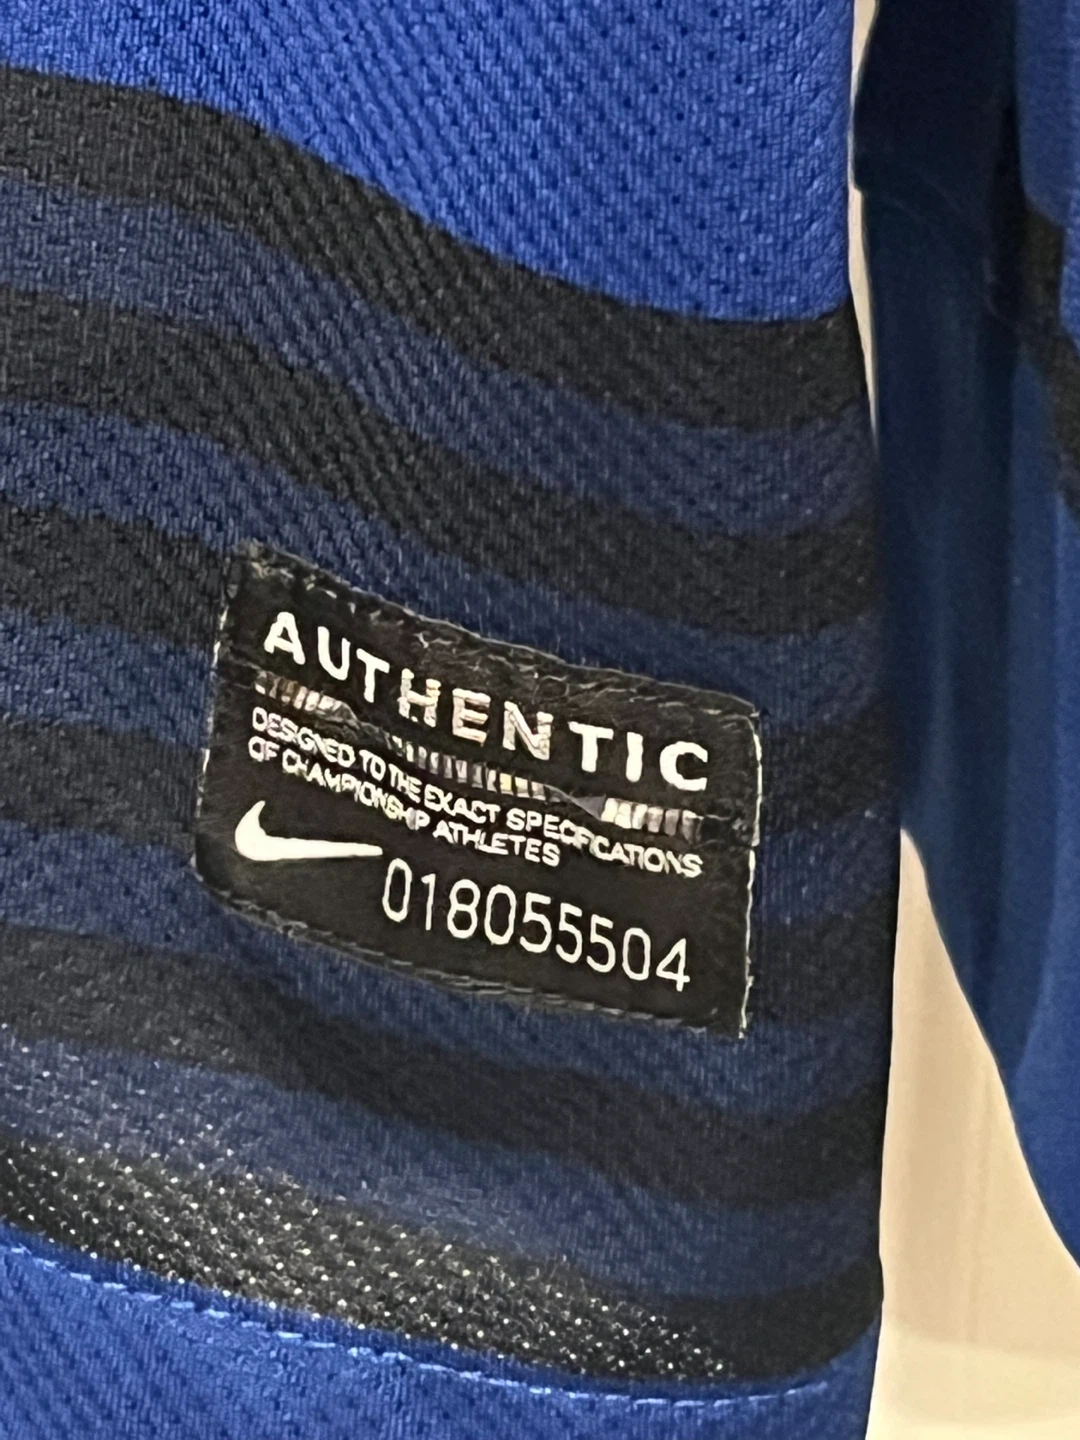 AUTHENTIC
DESIGNED TO THE EXACT SPECIFICATIONS
OF CHAMPIONSHIP ATHLETES
018055504